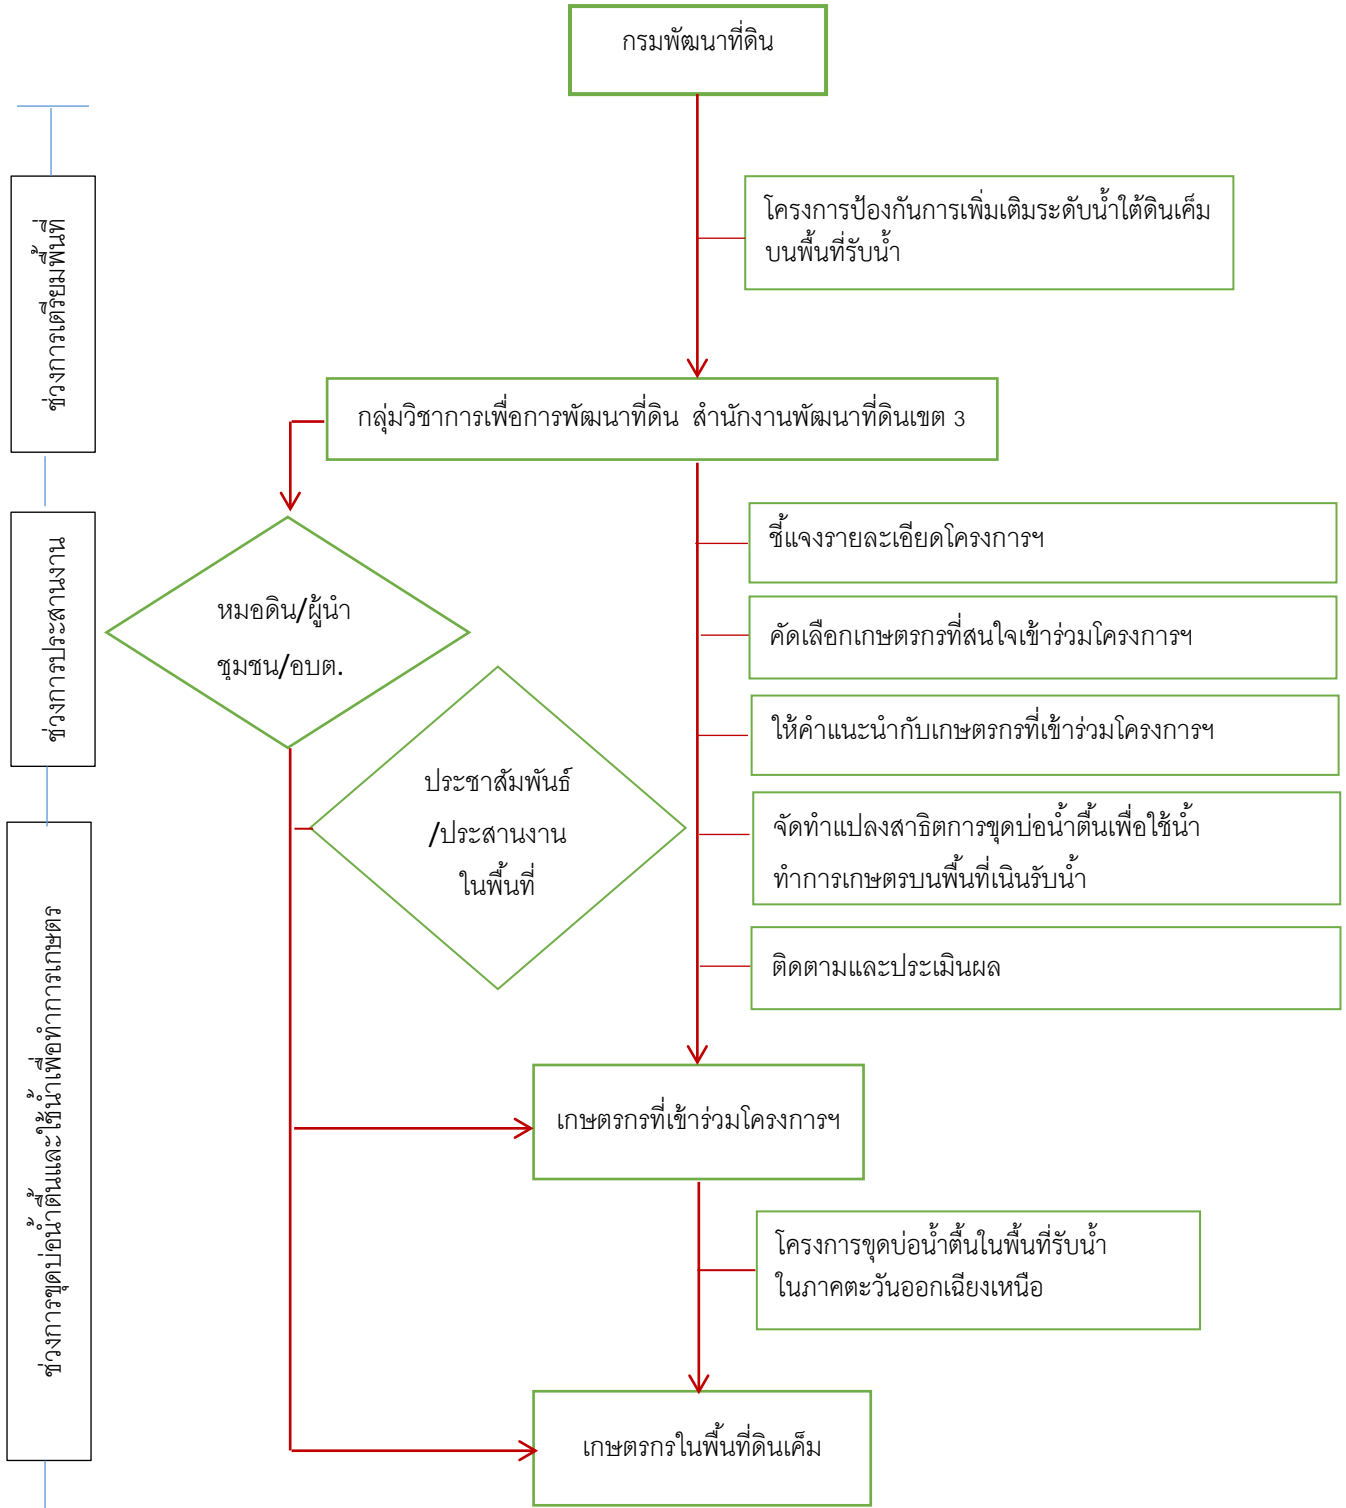 กรมพัฒนาที่ดิน
ช่วงการเตรียมพื้นที่
โครงการป้องกันการเพิ่มเติมระดับน้ำใต้ดินเค็ม
บนพื้นที่รับน้ำ
กลุ่มวิชาการเพื่อการพัฒนาที่ดิน สำนักงานพัฒนาที่ดินเขต 3
ช่วงการประสานงาน
หมอดิน/ผู้นำ
ชุมชน/อบต.
ชี้แจงรายละเอียดโครงการฯ
คัดเลือกเกษตรกรที่สนใจเข้าร่วมโครงการฯ
ให้คำแนะนำกับเกษตรกรที่เข้าร่วมโครงการฯ
ประชาสัมพันธ์
/ประสานงาน
ในพื้นที่
จัดทำแปลงสาธิตการขุดบ่อน้ำตื้นเพื่อใช้น้ำ
ทำการเกษตรบนพื้นที่เนินรับน้ำ
ติดตามและประเมินผล
ช่วงการขุดบ่อน้ำตื้นและใช้น้ำเพื่อทำการเกษตร
เกษตรกรที่เข้าร่วมโครงการฯ
โครงการขุดบ่อน้ำตื้นในพื้นที่รับน้ำ
ในภาคตะวันออกเฉียงเหนือ
เกษตรกรในพื้นที่ดินเค็ม